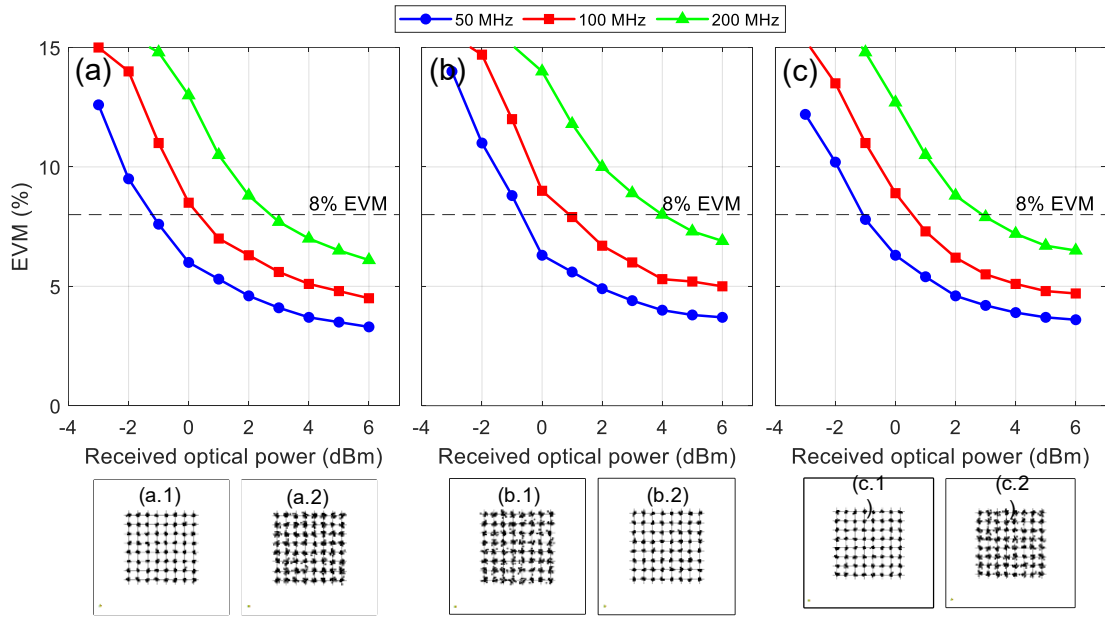 50 MHz 100 MHz 200 MHz
(a) (b) (c)
15
10
5
0
EVM (%)
8% EVM 8% EVM 8% EVM
-4 -2 0 2 4 6 -4 -2 0 2 4 6 -4 -2 0 2 4 6
Received optical power (dBm) Received optical power (dBm) Received optical power (dBm)
(a.1) (a.2) (b.1) (b.2) (c.1 (c.2
) )